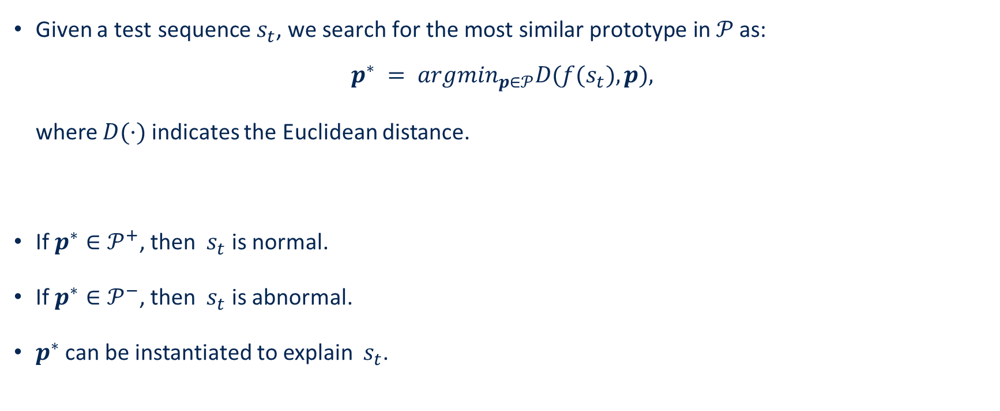 • Given a test sequence $s_t$, we search for the most similar prototype in $\mathcal{P}$ as:
$\boldsymbol{p}^* = argmin_{\boldsymbol{p} \in \mathcal{P}} D(f(s_t), \boldsymbol{p}),$
where $D(\cdot)$ indicates the Euclidean distance.
• If $\boldsymbol{p}^* \in \mathcal{P}^+$, then $s_t$ is normal.
• If $\boldsymbol{p}^* \in \mathcal{P}^-$, then $s_t$ is abnormal.
• $\boldsymbol{p}^*$ can be instantiated to explain $s_t$.